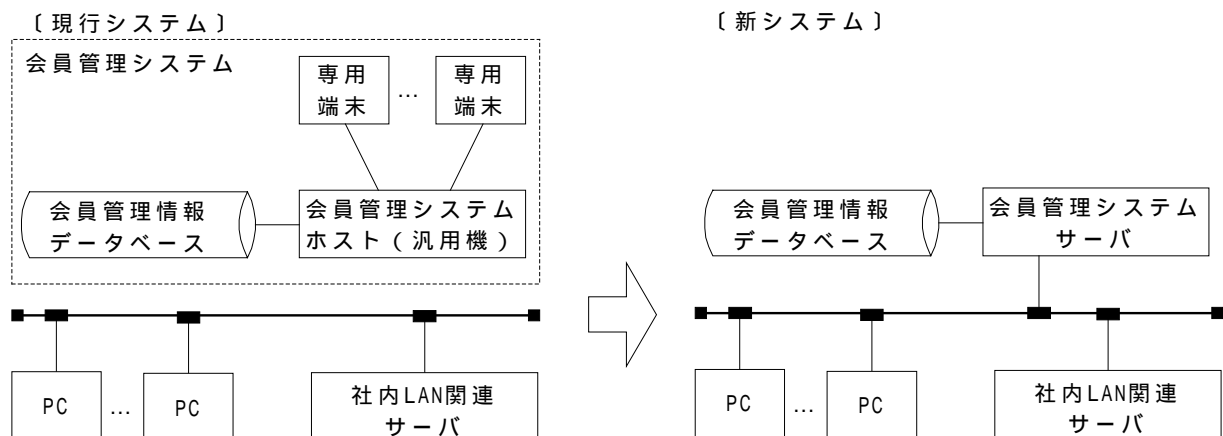 〔現行システム〕
会員管理システム
専用
端末
…
専用
端末
会員管理情報
データベース
会員管理システム
ホスト（汎用機）
PC
…
PC
社内LAN関連
サーバ
〔新システム〕
会員管理情報
データベース
会員管理システム
サーバ
PC
…
PC
社内LAN関連
サーバ